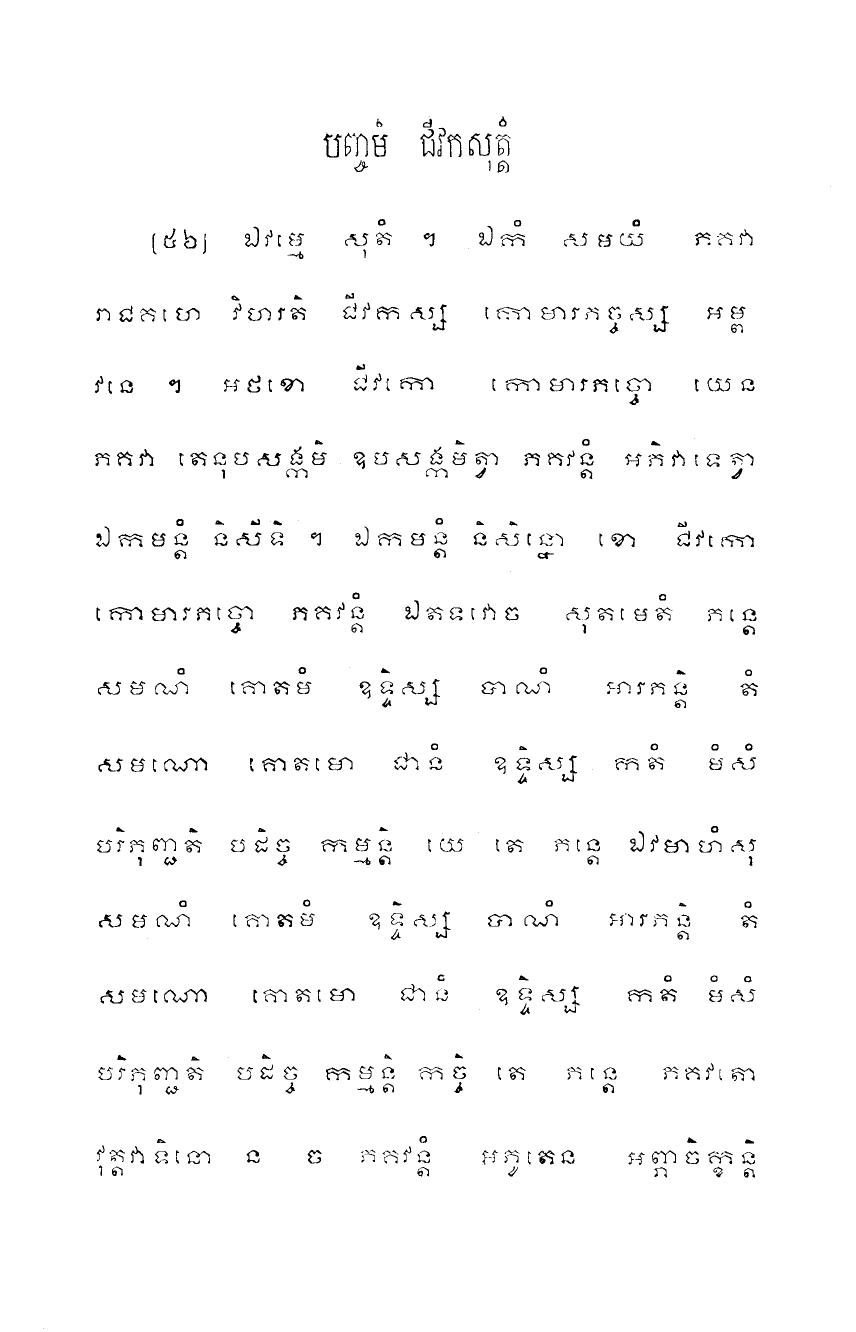 បញ្ចមំ ជីវកសុត្តំ
[៥៦] ឯវម្មេ សុតំ ។ ឯកំ សមយំ ភគវា
រាជគហេ វិហរតិ ជីវកស្ស កោមារភច្ចស្ស អម្ព
វនេ ។ អថខោ ជីវកោ កោមារភច្ចោ យេន
ភគវា តេនុបសង្កមិ ឧបសង្កមិត្វា ភគវន្តំ អភិវាទេត្វា
ឯកមន្តំ និសីទិ ។ ឯកមន្តំ និសិន្នោ ខោ ជីវកោ
កោមារភច្ចោ ភគវន្តំ ឯតទវោច សុតមេតំ ភន្តេ
សមណំ គោតមំ ឧទ្ទិស្ស បាណំ អារភន្តិ តំ
សមណោ គោតមោ ជានំ ឧទ្ទិស្ស កតំ មំសំ
បរិភុញ្ជតិ បដិច្ច កម្មន្តិ យេ តេ ភន្តេ ឯវមាហំសុ
សមណំ គោតមំ ឧទ្ទិស្ស បាណំ អារភន្តិ តំ
សមណោ គោតមោ ជានំ ឧទ្ទិស្ស កតំ មំសំ
បរិភុញ្ជតិ បដិច្ច កម្មន្តិ កច្ចិ តេ ភន្តេ ភគវតោ
វុត្តវាទិនោ ន ច ភគវន្តំ អភូតេន អព្ភាចិក្ខន្តិ